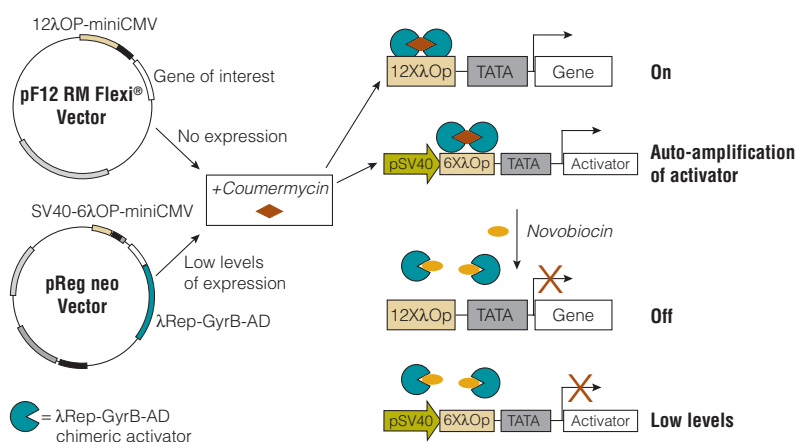 12λOP-miniCMV
Gene of interest
pF12 RM Flexi®
Vector
No expression
SV40-6λOP-miniCMV
pReg neo
Vector
Low levels
of expression
λRep-GyrB-AD
= λRep-GyrB-AD
chimeric activator
+Coumermycin
12XλOp
TATA
Gene
On
pSV40
6XλOp
TATA
Activator
Auto-amplification
of activator
Novobiocin
12XλOp
TATA
Gene
Off
pSV40
6XλOp
TATA
Activator
Low levels